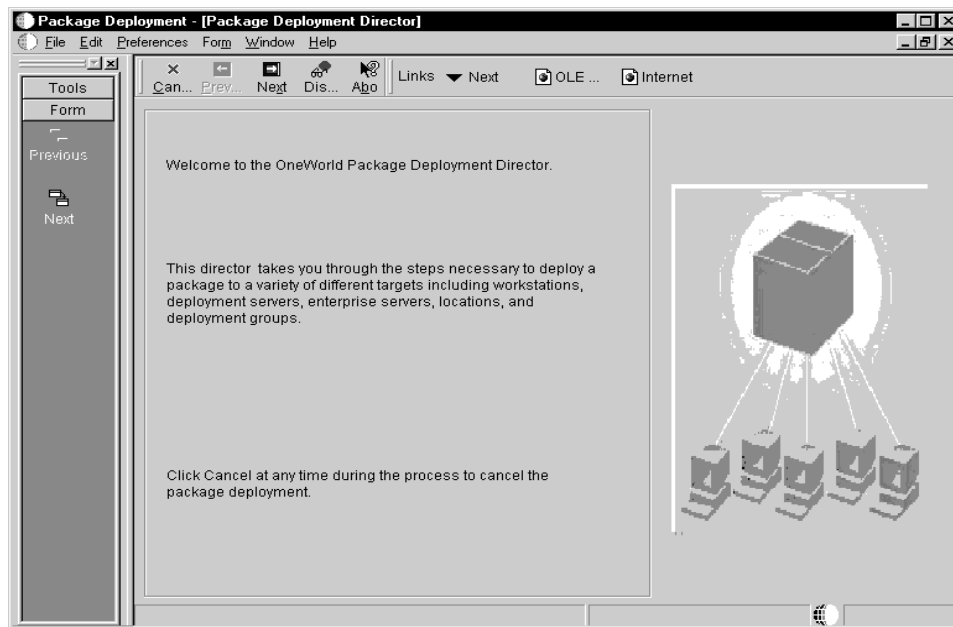 Package Deployment - [Package Deployment Director]
File Edit Preferences Form Window Help
Tools
Form
Previous
Next
Can... Prev... Next Dis... Abo Links Next OLE ... Internet
Welcome to the OneWorld Package Deployment Director.
This director takes you through the steps necessary to deploy a
package to a variety of different targets including workstations,
deployment servers, enterprise servers, locations, and
deployment groups.
Click Cancel at any time during the process to cancel the
package deployment.